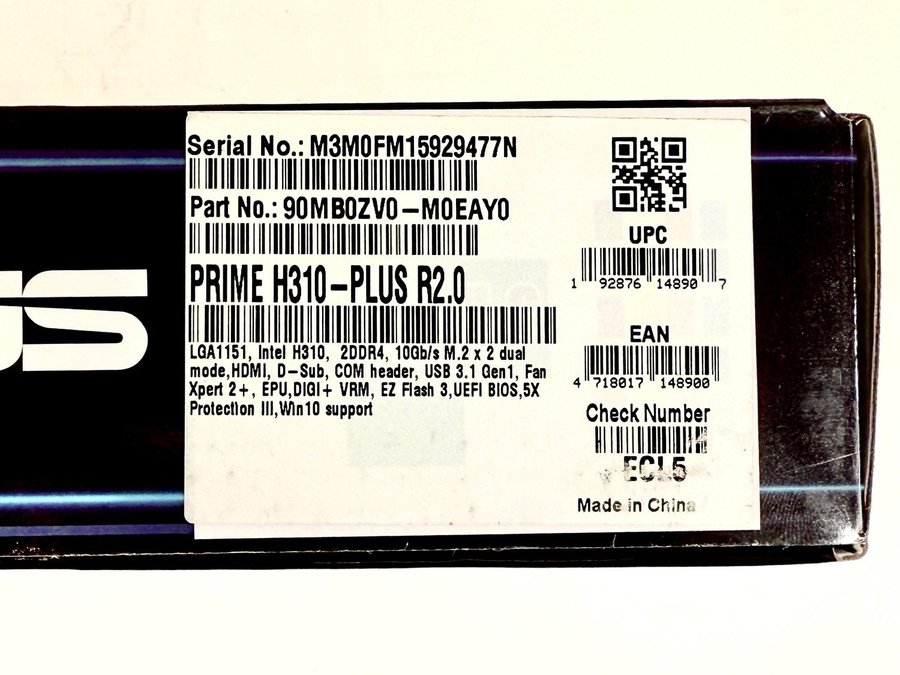 Serial No.: M3M0FM15929477N
Part No.: 90MB0ZV0-M0EAY0
PRIME H310-PLUS R2.0
LGA1151, Intel H310, 2DDR4, 10Gb/s M.2 x 2 dual
mode,HDMI, D-Sub, COM header, USB 3.1 Gen1, Fan
Xpert 2+, EPU,DIGI+ VRM, EZ Flash 3,UEFI BIOS,5X
Protection III,Win10 support
UPC
1 92876 14890 7
EAN
4 718017 148900
Check Number
ECL5
Made in China